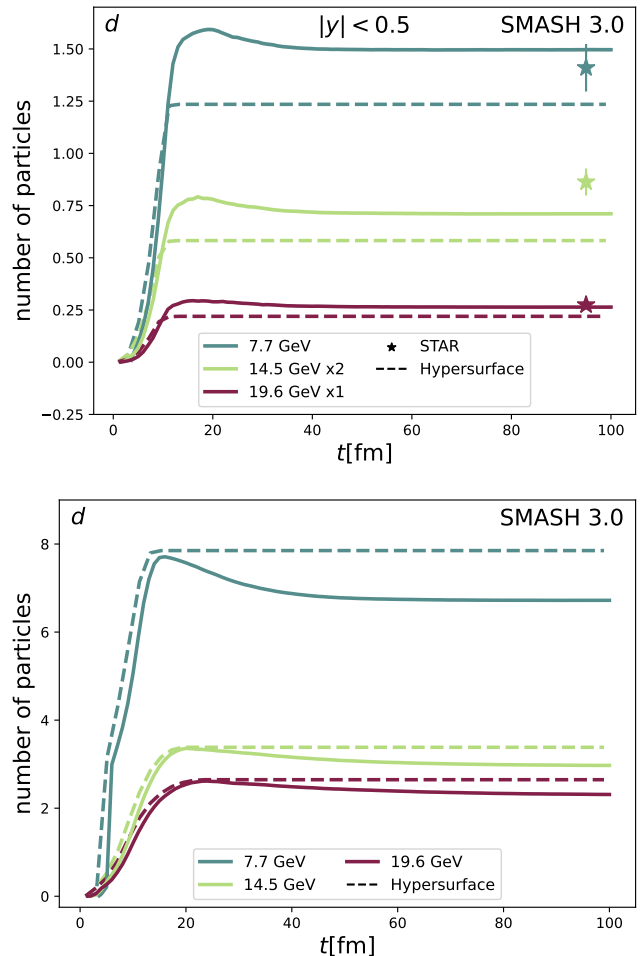 d |y| < 0.5 SMASH 3.0
1.50
1.25
1.00
0.75
0.50
0.25
0.00
−0.25
number of particles
7.7 GeV
14.5 GeV x2
19.6 GeV x1
STAR
Hypersurface
0 20 40 60 80 100
t[fm]
d SMASH 3.0
8
6
4
2
0
number of particles
7.7 GeV
14.5 GeV
19.6 GeV
Hypersurface
0 20 40 60 80 100
t[fm]